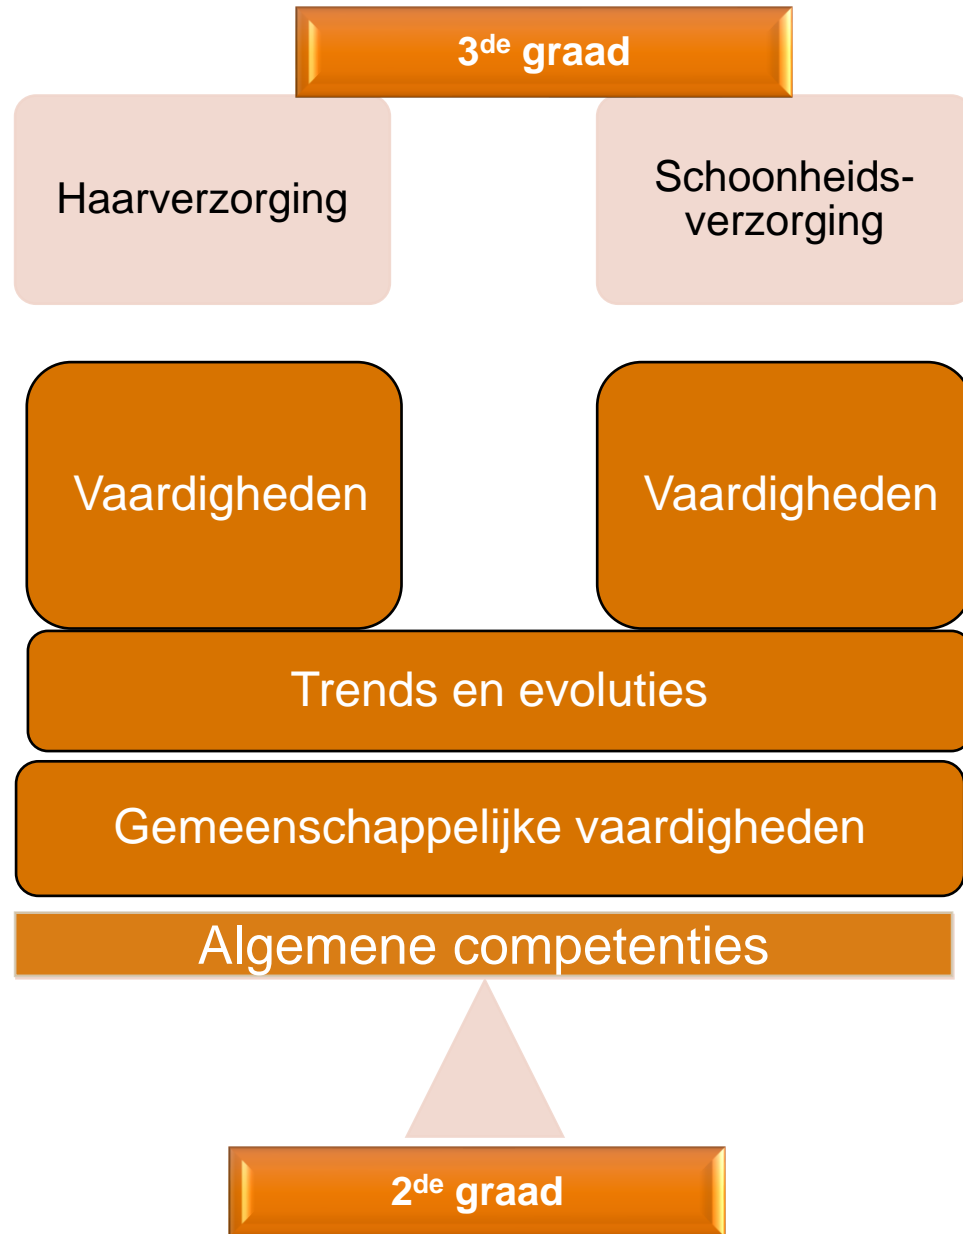 3de graad
Haarverzorging
Schoonheids-
verzorging
Vaardigheden
Vaardigheden
Trends en evoluties
Gemeenschappelijke vaardigheden
Algemene competenties
2de graad